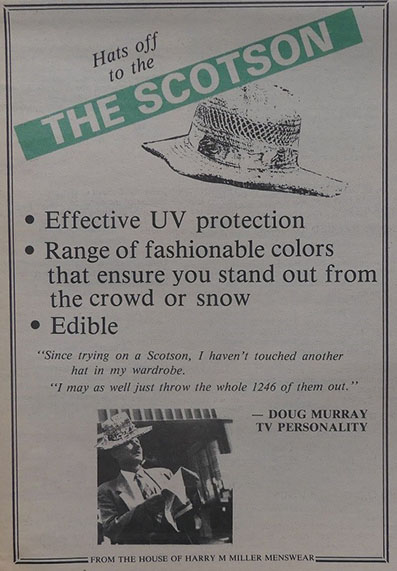 Hats off
to the
THE SCOTSON
• Effective UV protection
• Range of fashionable colors
that ensure you stand out from
the crowd or snow
• Edible
"Since trying on a Scotson, I haven't touched another
hat in my wardrobe.
"I may as well just throw the whole 1246 of them out."
— DOUG MURRAY
TV PERSONALITY
FROM THE HOUSE OF HARRY M MILLER MENSWEAR